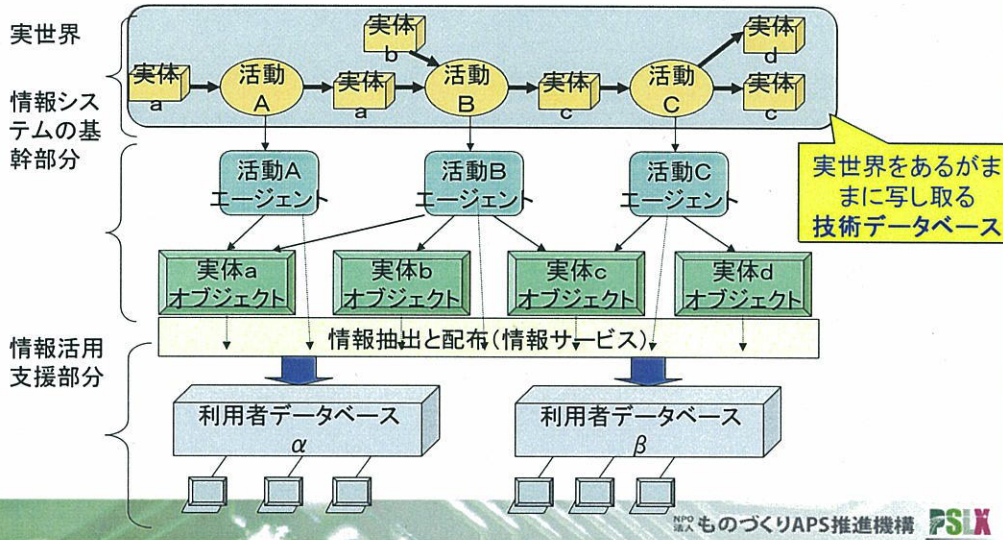 実世界
実体
a
活動
A
実体
a
実体
b
活動
B
実体
c
活動
C
実体
d
実体
c
情報シス
テムの基
幹部分
活動A
エージェント
活動B
エージェント
活動C
エージェント
実世界をあるがま
まに写し取る
技術データベース
実体a
オブジェクト
実体b
オブジェクト
実体c
オブジェクト
実体d
オブジェクト
情報抽出と配布(情報サービス)
情報活用
支援部分
利用者データベース
α
利用者データベース
β
NPO
法人 ものづくりAPS推進機構 PSLX